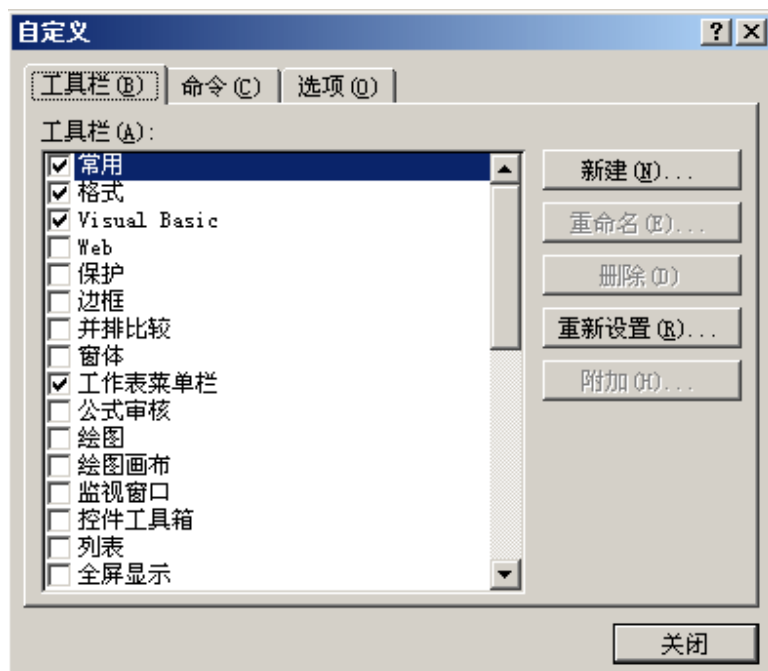 自定义
工具栏(B) 命令(C) 选项(O)
工具栏(A):
常用
格式
Visual Basic
Web
保护
边框
并排比较
窗体
工作表菜单栏
公式审核
绘图
绘图画布
监视窗口
控件工具箱
列表
全屏显示
新建(N)...
重命名(E)...
删除(D)
重新设置(R)...
附加(H)...
关闭